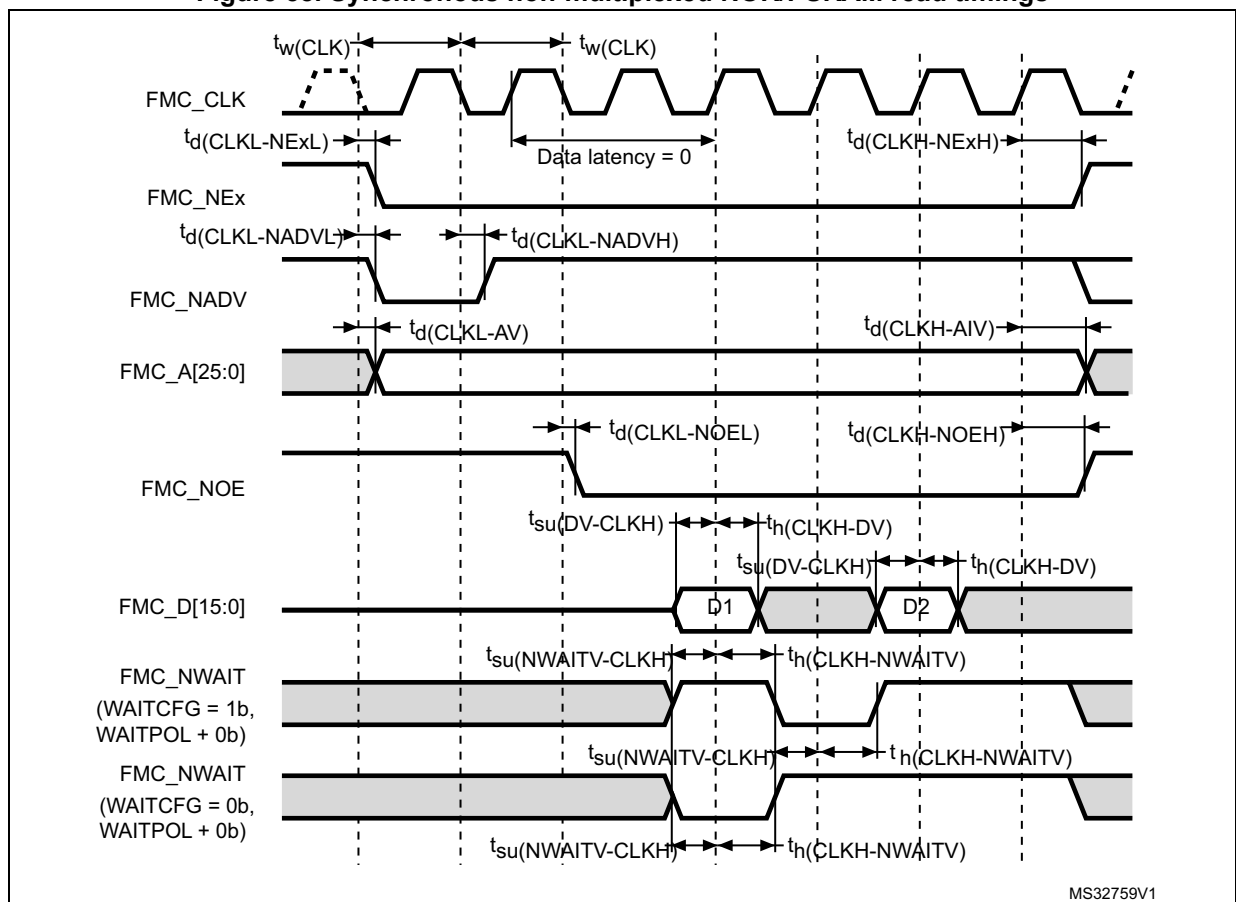 tw(CLK) tw(CLK)
FMC_CLK
td(CLKL-NExL) Data latency = 0 td(CLKH-NExH)
FMC_NEx
td(CLKL-NADVL) td(CLKL-NADVH)
FMC_NADV
td(CLKL-AV) td(CLKH-AIV)
FMC_A[25:0]
td(CLKL-NOEL) td(CLKH-NOEH)
FMC_NOE
tsu(DV-CLKH) th(CLKH-DV)
tsu(DV-CLKH) th(CLKH-DV)
FMC_D[15:0] D1 D2
tsu(NWAITV-CLKH) th(CLKH-NWAITV)
FMC_NWAIT
(WAITCFG = 1b,
WAITPOL + 0b)
tsu(NWAITV-CLKH) th(CLKH-NWAITV)
FMC_NWAIT
(WAITCFG = 0b,
WAITPOL + 0b)
tsu(NWAITV-CLKH) th(CLKH-NWAITV)
MS32759V1